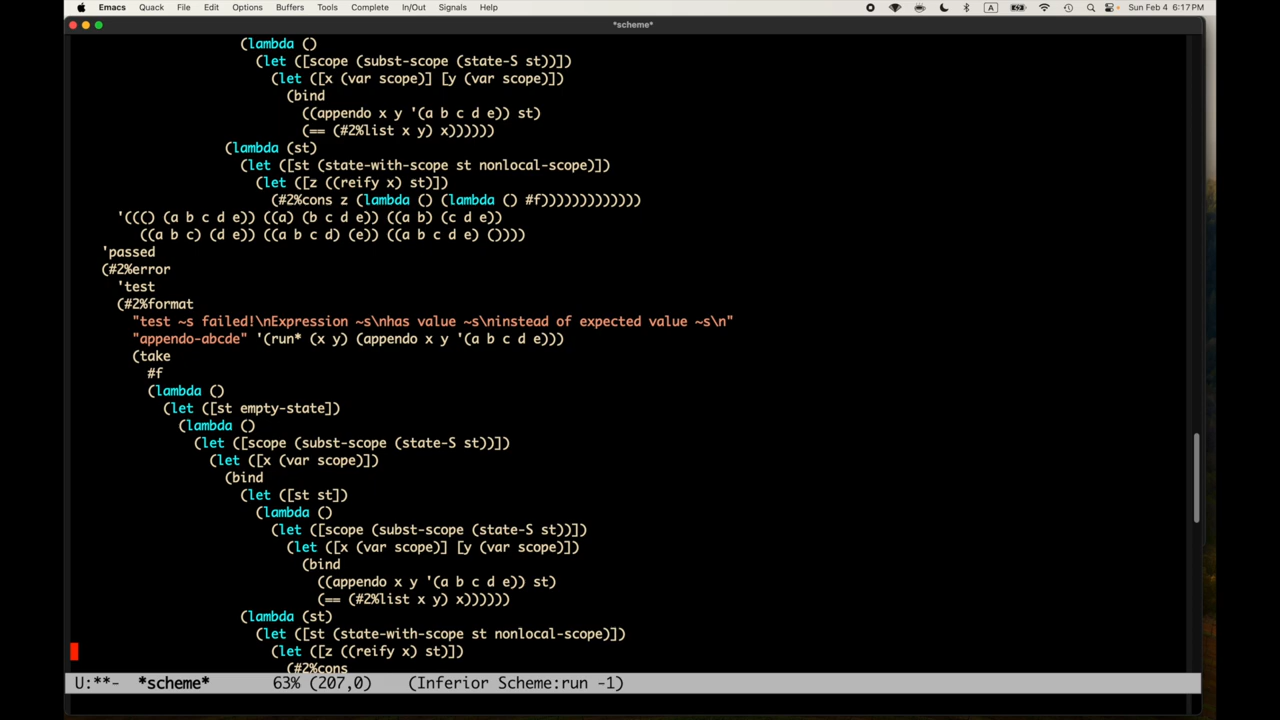 Emacs Quack File Edit Options Buffers Tools Complete In/Out Signals Help A Sun Feb 4 6:17 PM
*scheme*
(lambda ()
(let ([scope (subst-scope (state-S st))])
(let ([x (var scope)] [y (var scope)])
(bind
((appendo x y '(a b c d e)) st)
(== (#2%list x y) x))))))
(lambda (st)
(let ([st (state-with-scope st nonlocal-scope)])
(let ([z ((reify x) st)])
(#2%cons z (lambda () (lambda () #f)))))))))))))
'((() (a b c d e)) ((a) (b c d e)) ((a b) (c d e))
((a b c) (d e)) ((a b c d) (e)) ((a b c d e) ())))
'passed
(#2%error
'test
(#2%format
"test ~s failed!\nExpression ~s\nhas value ~s\ninstead of expected value ~s\n"
"appendo-abcde" '(run* (x y) (appendo x y '(a b c d e)))
(take
#f
(lambda ()
(let ([st empty-state])
(lambda ()
(let ([scope (subst-scope (state-S st))])
(let ([x (var scope)])
(bind
(let ([st st])
(lambda ()
(let ([scope (subst-scope (state-S st))])
(let ([x (var scope)] [y (var scope)])
(bind
((appendo x y '(a b c d e)) st)
(== (#2%list x y) x))))))
(lambda (st)
(let ([st (state-with-scope st nonlocal-scope)])
(let ([z ((reify x) st)])
(#2%cons
U:**- *scheme* 63% (207,0) (Inferior Scheme:run -1)